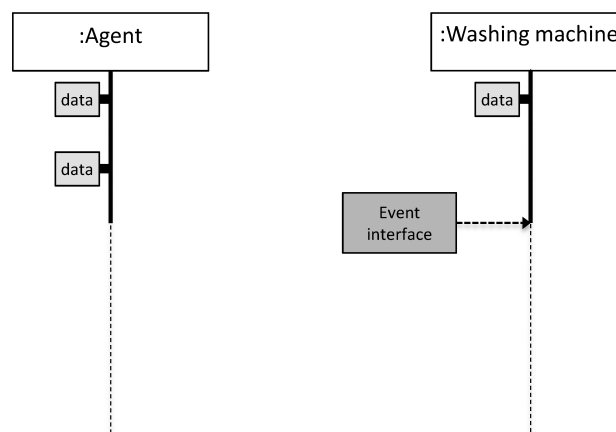 :Agent
:Washing machine
data
data
data
Event
interface